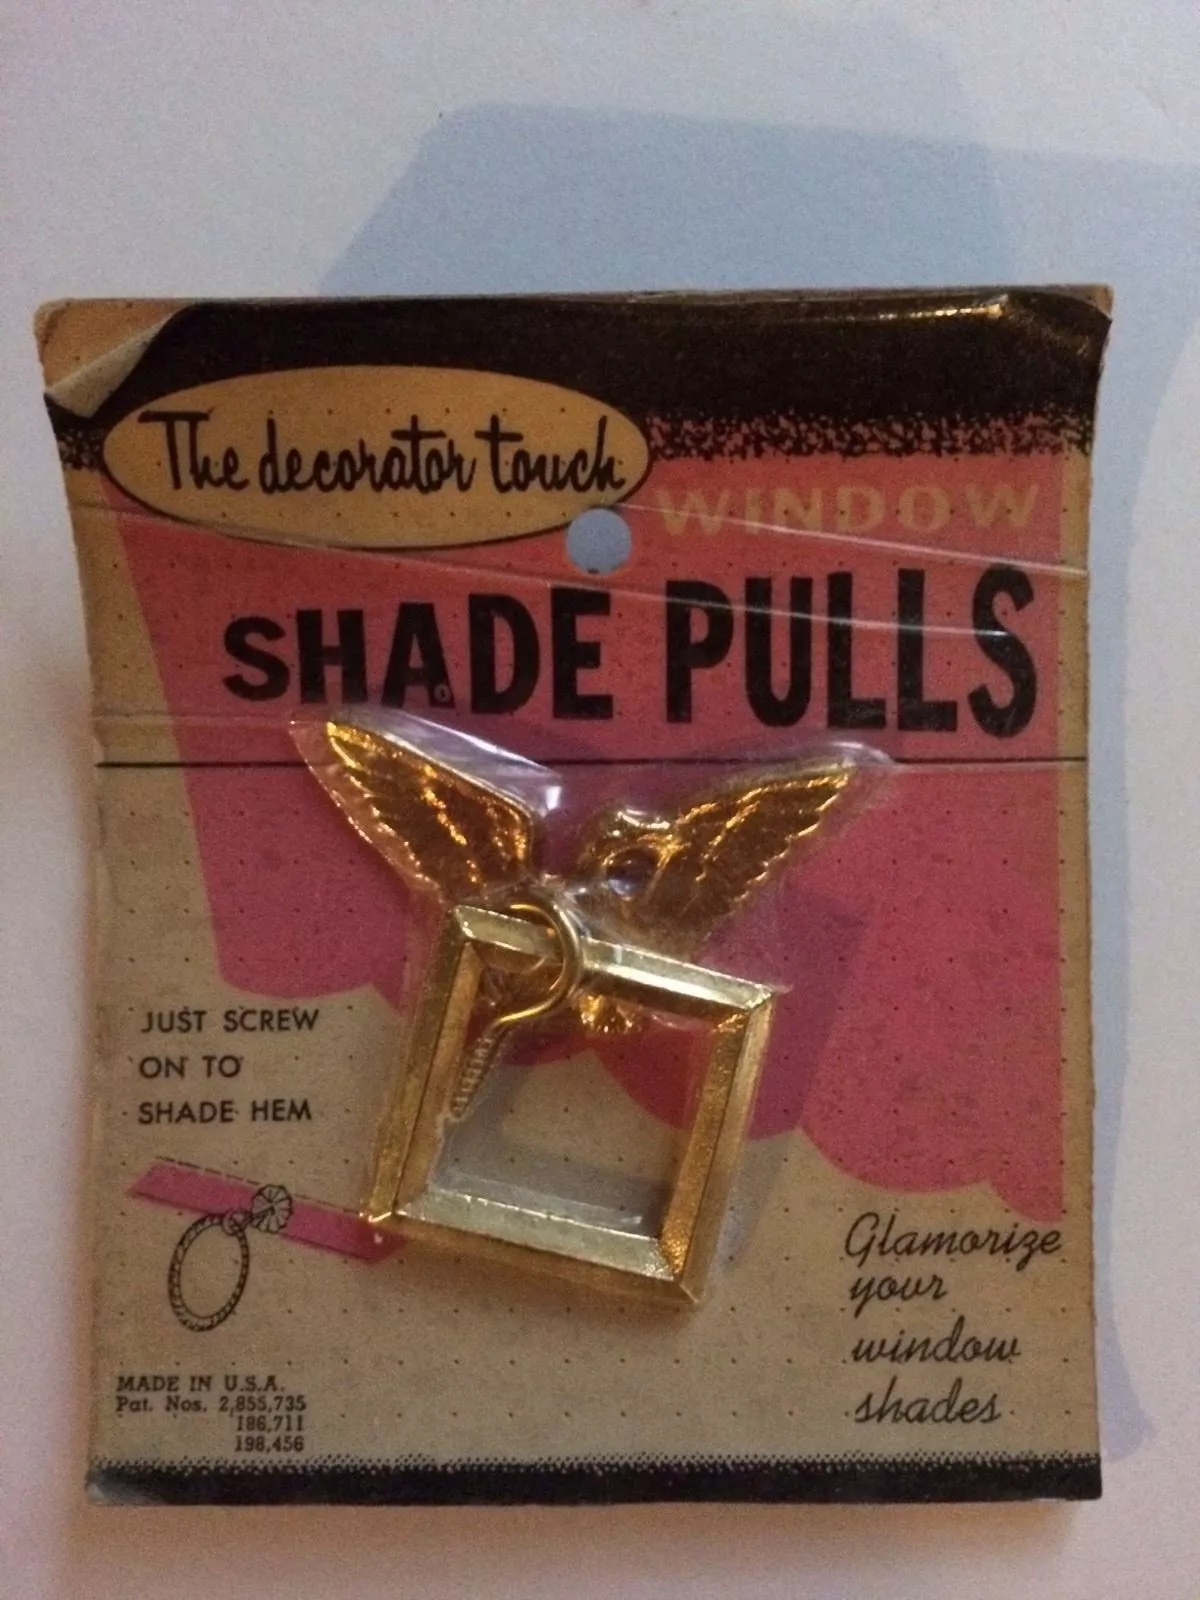 The decorator touch
WINDOW
SHADE PULLS
JUST SCREW
ON TO
SHADE HEM
Glamorize
your
window
shades
MADE IN U.S.A.
Pat. Nos. 2,855,735
186,711
198,456